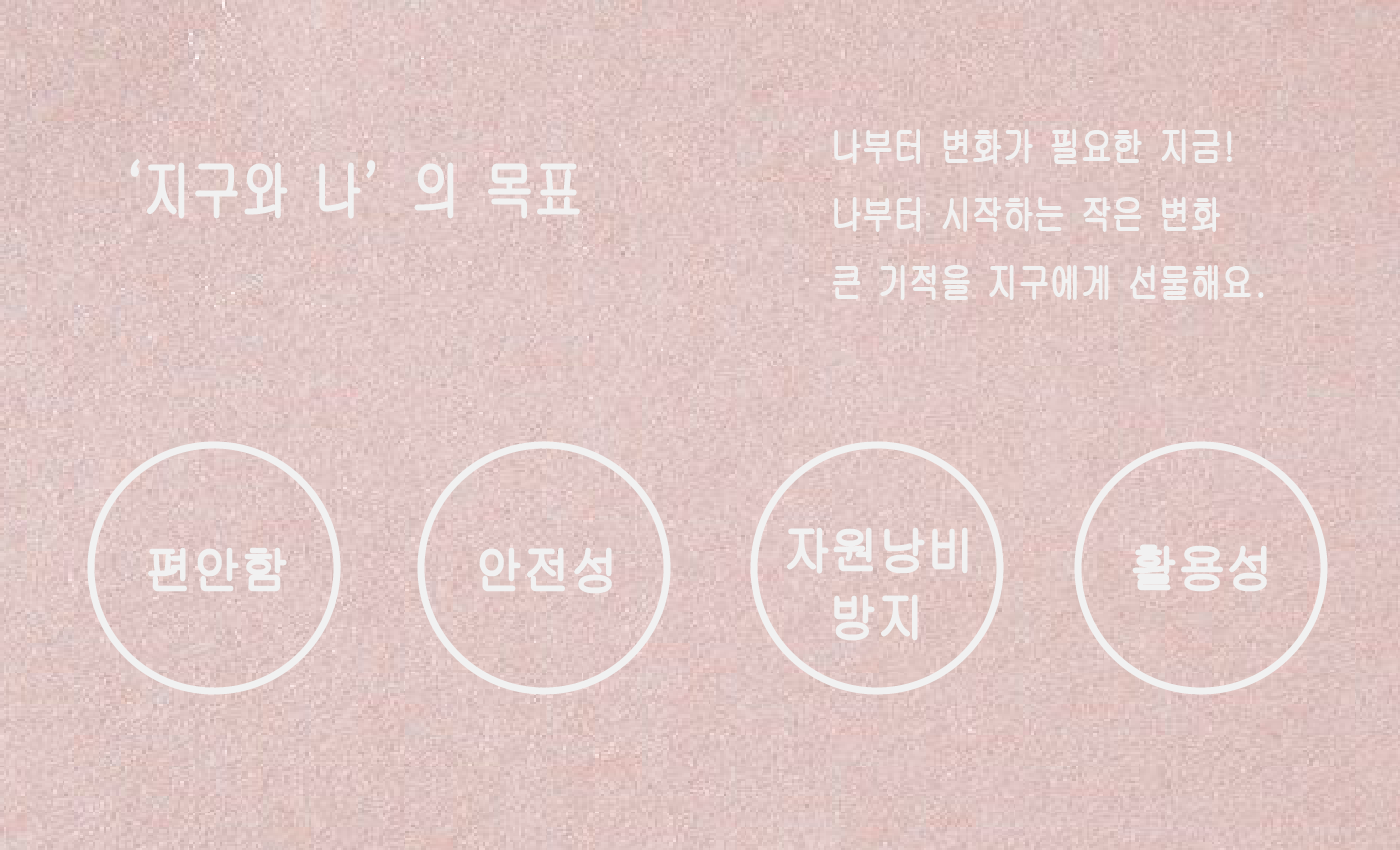 ‘지구와 나’ 의 목표
나부터 변화가 필요한 지금!
나부터 시작하는 작은 변화
큰 기적을 지구에게 선물해요.
편안함
안전성
자원낭비
방지
활용성